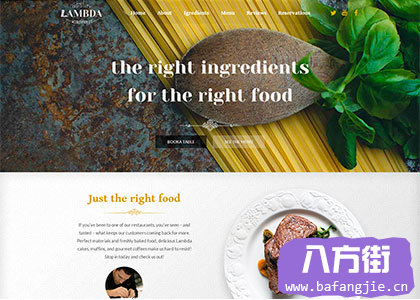 LAMBDA
Home About Igredients Menu Reviews Reservations
the right ingredients
for the right food
BOOK A TABLE SEE THE MENU
Just the right food
If you've been to one of our restaurants, you've seen – and
tasted – what keeps our customers coming back for more.
Perfect materials and freshly baked food, delicious Lambda
cakes, muffins, and gourmet coffees make us hard to resist!
Stop in today and check us out!
八方街
www.bafangjie.cn